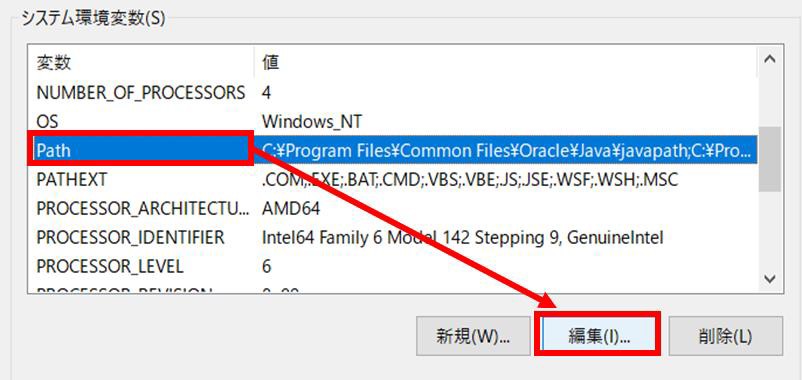 システム環境変数(S)
変数 値
NUMBER_OF_PROCESSORS 4
OS Windows_NT
Path C:¥Program Files¥Common Files¥Oracle¥Java¥javapath;C:¥Pro...
PATHEXT .COM;.EXE;.BAT;.CMD;.VBS;.VBE;.JS;.JSE;.WSF;.WSH;.MSC
PROCESSOR_ARCHITECTU... AMD64
PROCESSOR_IDENTIFIER Intel64 Family 6 Model 142 Stepping 9, GenuineIntel
PROCESSOR_LEVEL 6
新規(W)... 編集(I)... 削除(L)